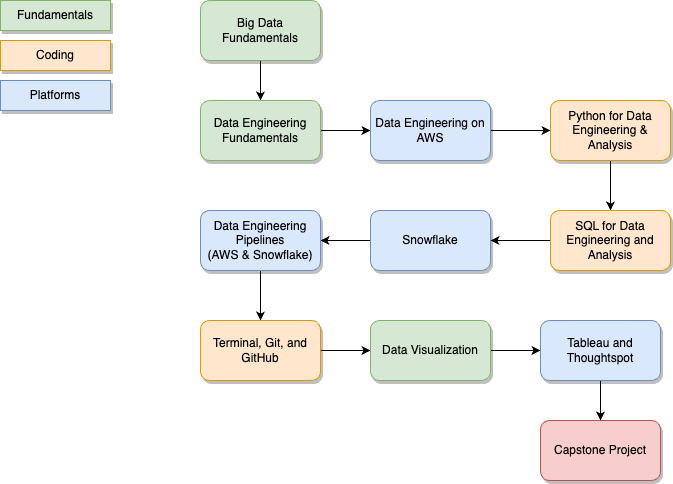 Fundamentals
Coding
Platforms
Big Data
Fundamentals
Data Engineering
Fundamentals
Data Engineering on
AWS
Python for Data
Engineering &
Analysis
Data Engineering
Pipelines
(AWS & Snowflake)
Snowflake
SQL for Data
Engineering and
Analysis
Terminal, Git, and
GitHub
Data Visualization
Tableau and
Thoughtspot
Capstone Project